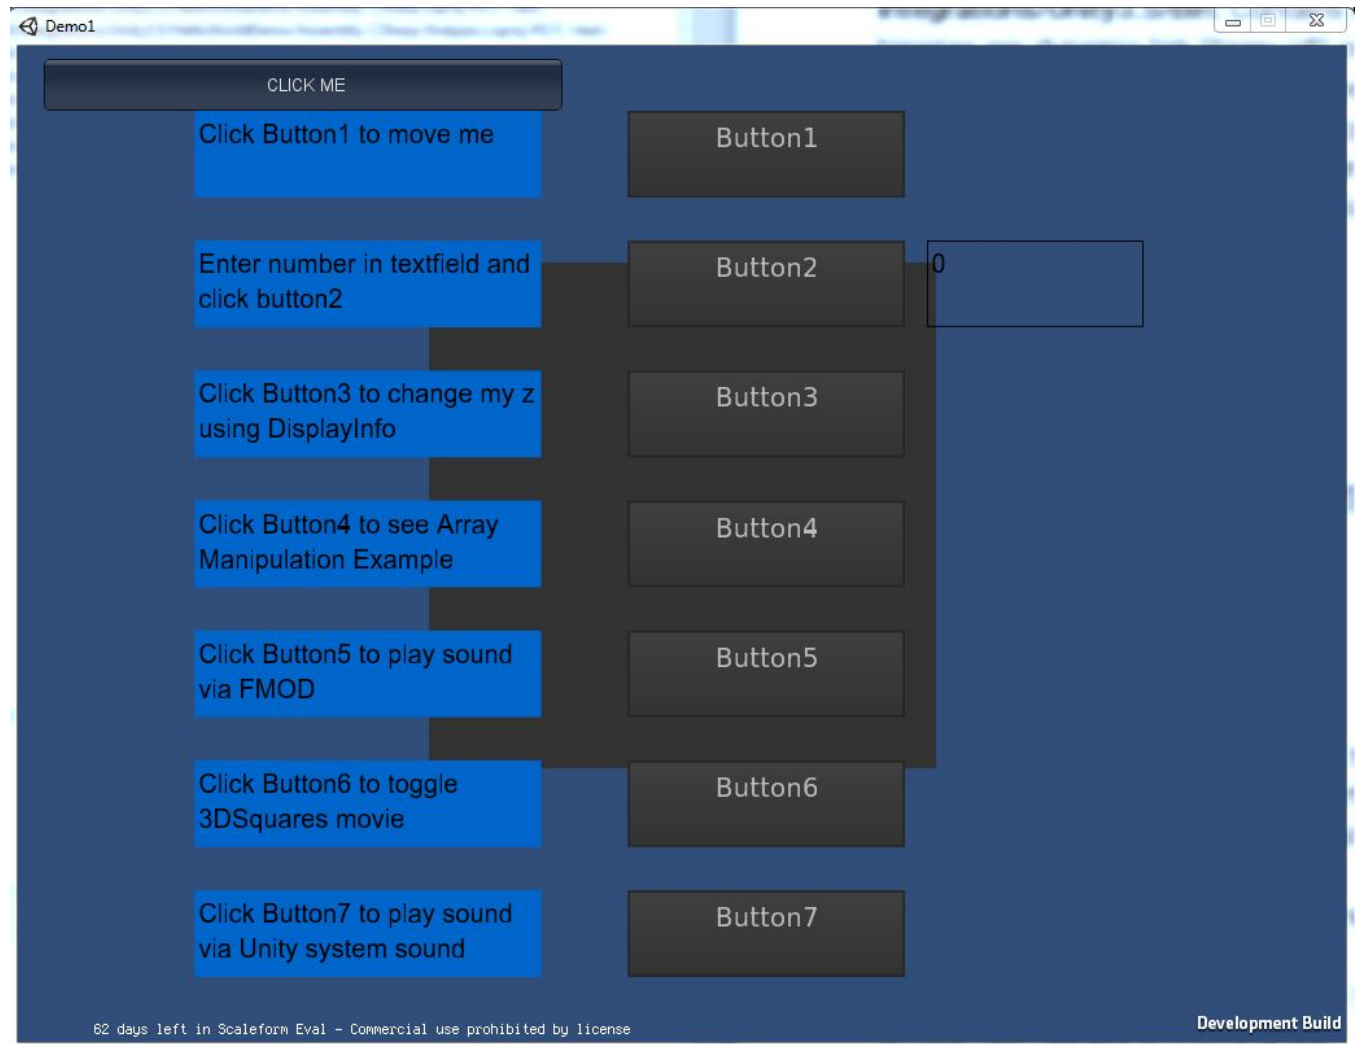 Demo1
CLICK ME
Click Button1 to move me
Button1
Enter number in textfield and
click button2
Button2
0
Click Button3 to change my z
using DisplayInfo
Button3
Click Button4 to see Array
Manipulation Example
Button4
Click Button5 to play sound
via FMOD
Button5
Click Button6 to toggle
3DSquares movie
Button6
Click Button7 to play sound
via Unity system sound
Button7
62 days left in Scaleform Eval - Commercial use prohibited by license
Development Build